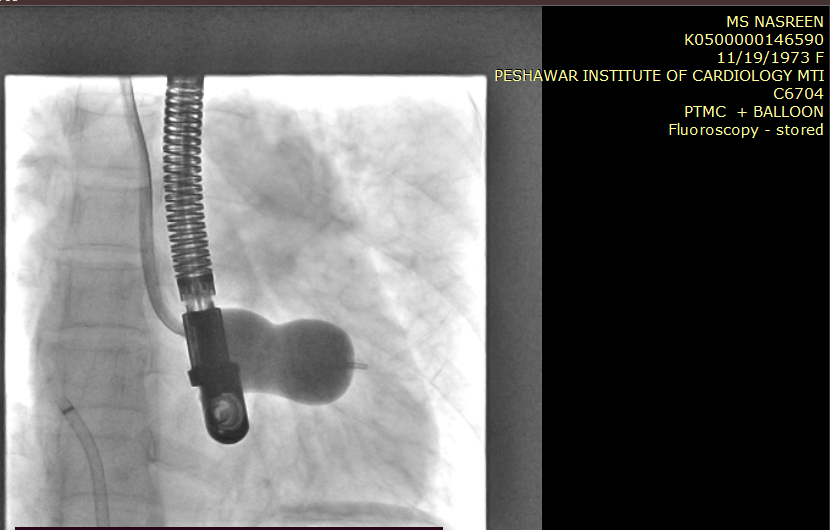 MS NASREEN
K0500000146590
11/19/1973 F
PESHAWAR INSTITUTE OF CARDIOLOGY MTI
C6704
PTMC + BALLOON
Fluoroscopy - stored